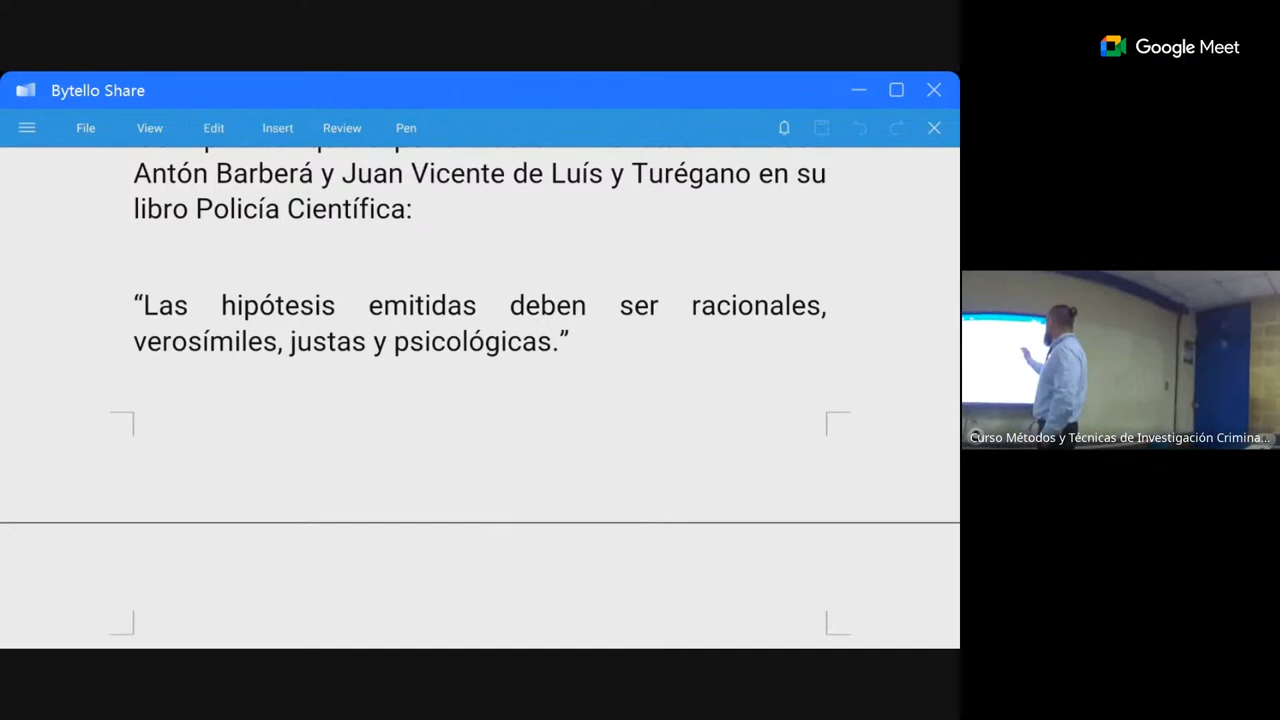 Google Meet
Bytello Share
File View Edit Insert Review Pen
Antón Barberá y Juan Vicente de Luís y Turégano en su
libro Policía Científica:
“Las hipótesis emitidas deben ser racionales,
verosímiles, justas y psicológicas.”
Curso Métodos y Técnicas de Investigación Crimina...